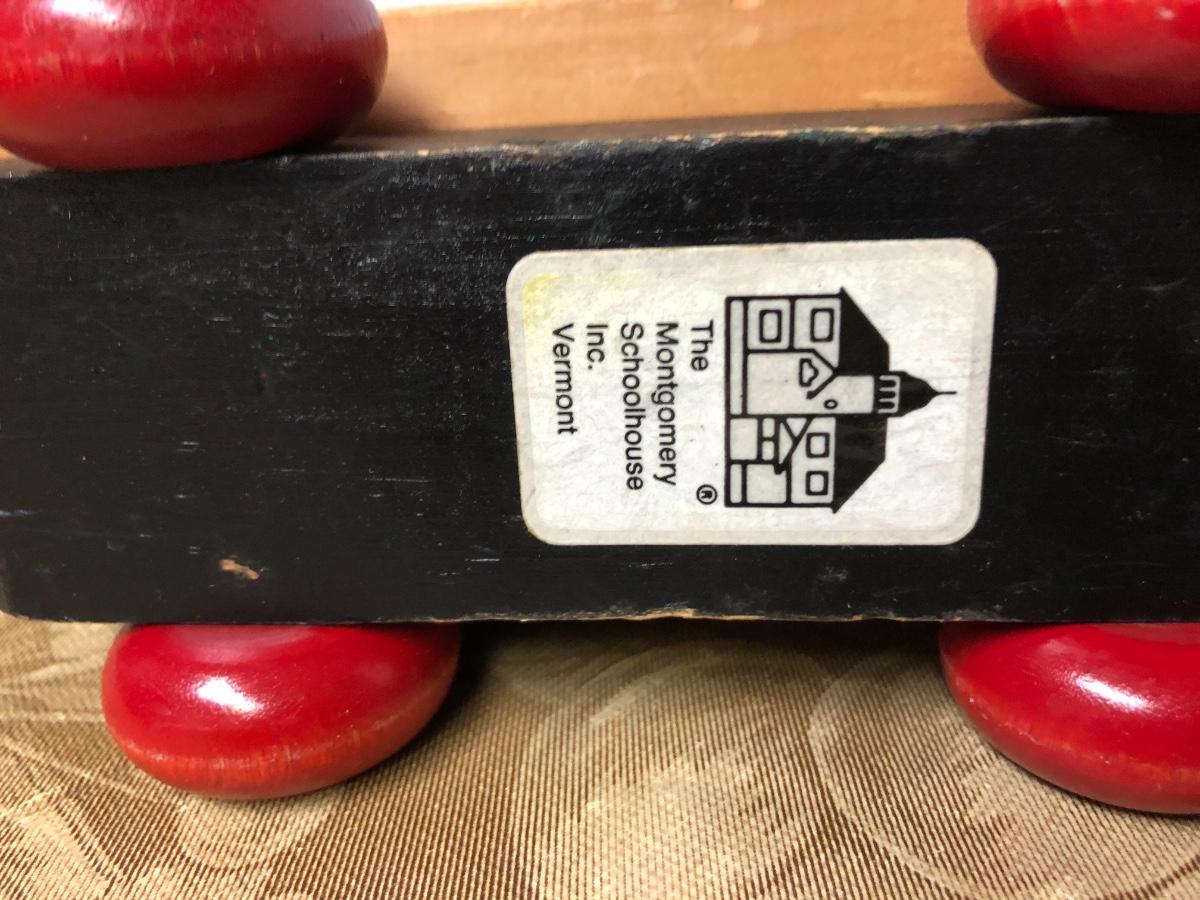 The
Montgomery
Schoolhouse
Inc.
Vermont
®